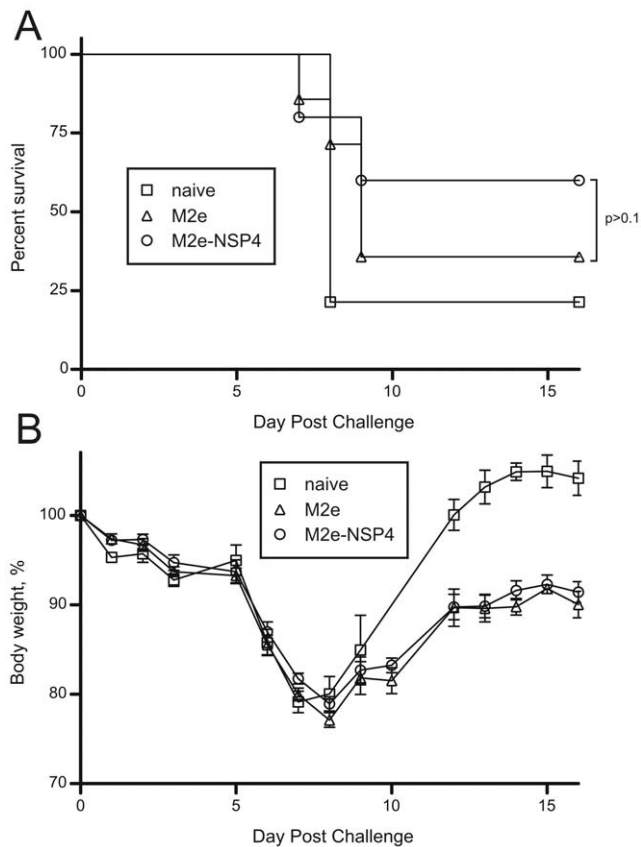 A
Percent survival
100
75
50
25
0
naive
M2e
M2e-NSP4
p>0.1
0 5 10 15
Day Post Challenge
B
Body weight, %
100
90
80
70
naive
M2e
M2e-NSP4
0 5 10 15
Day Post Challenge